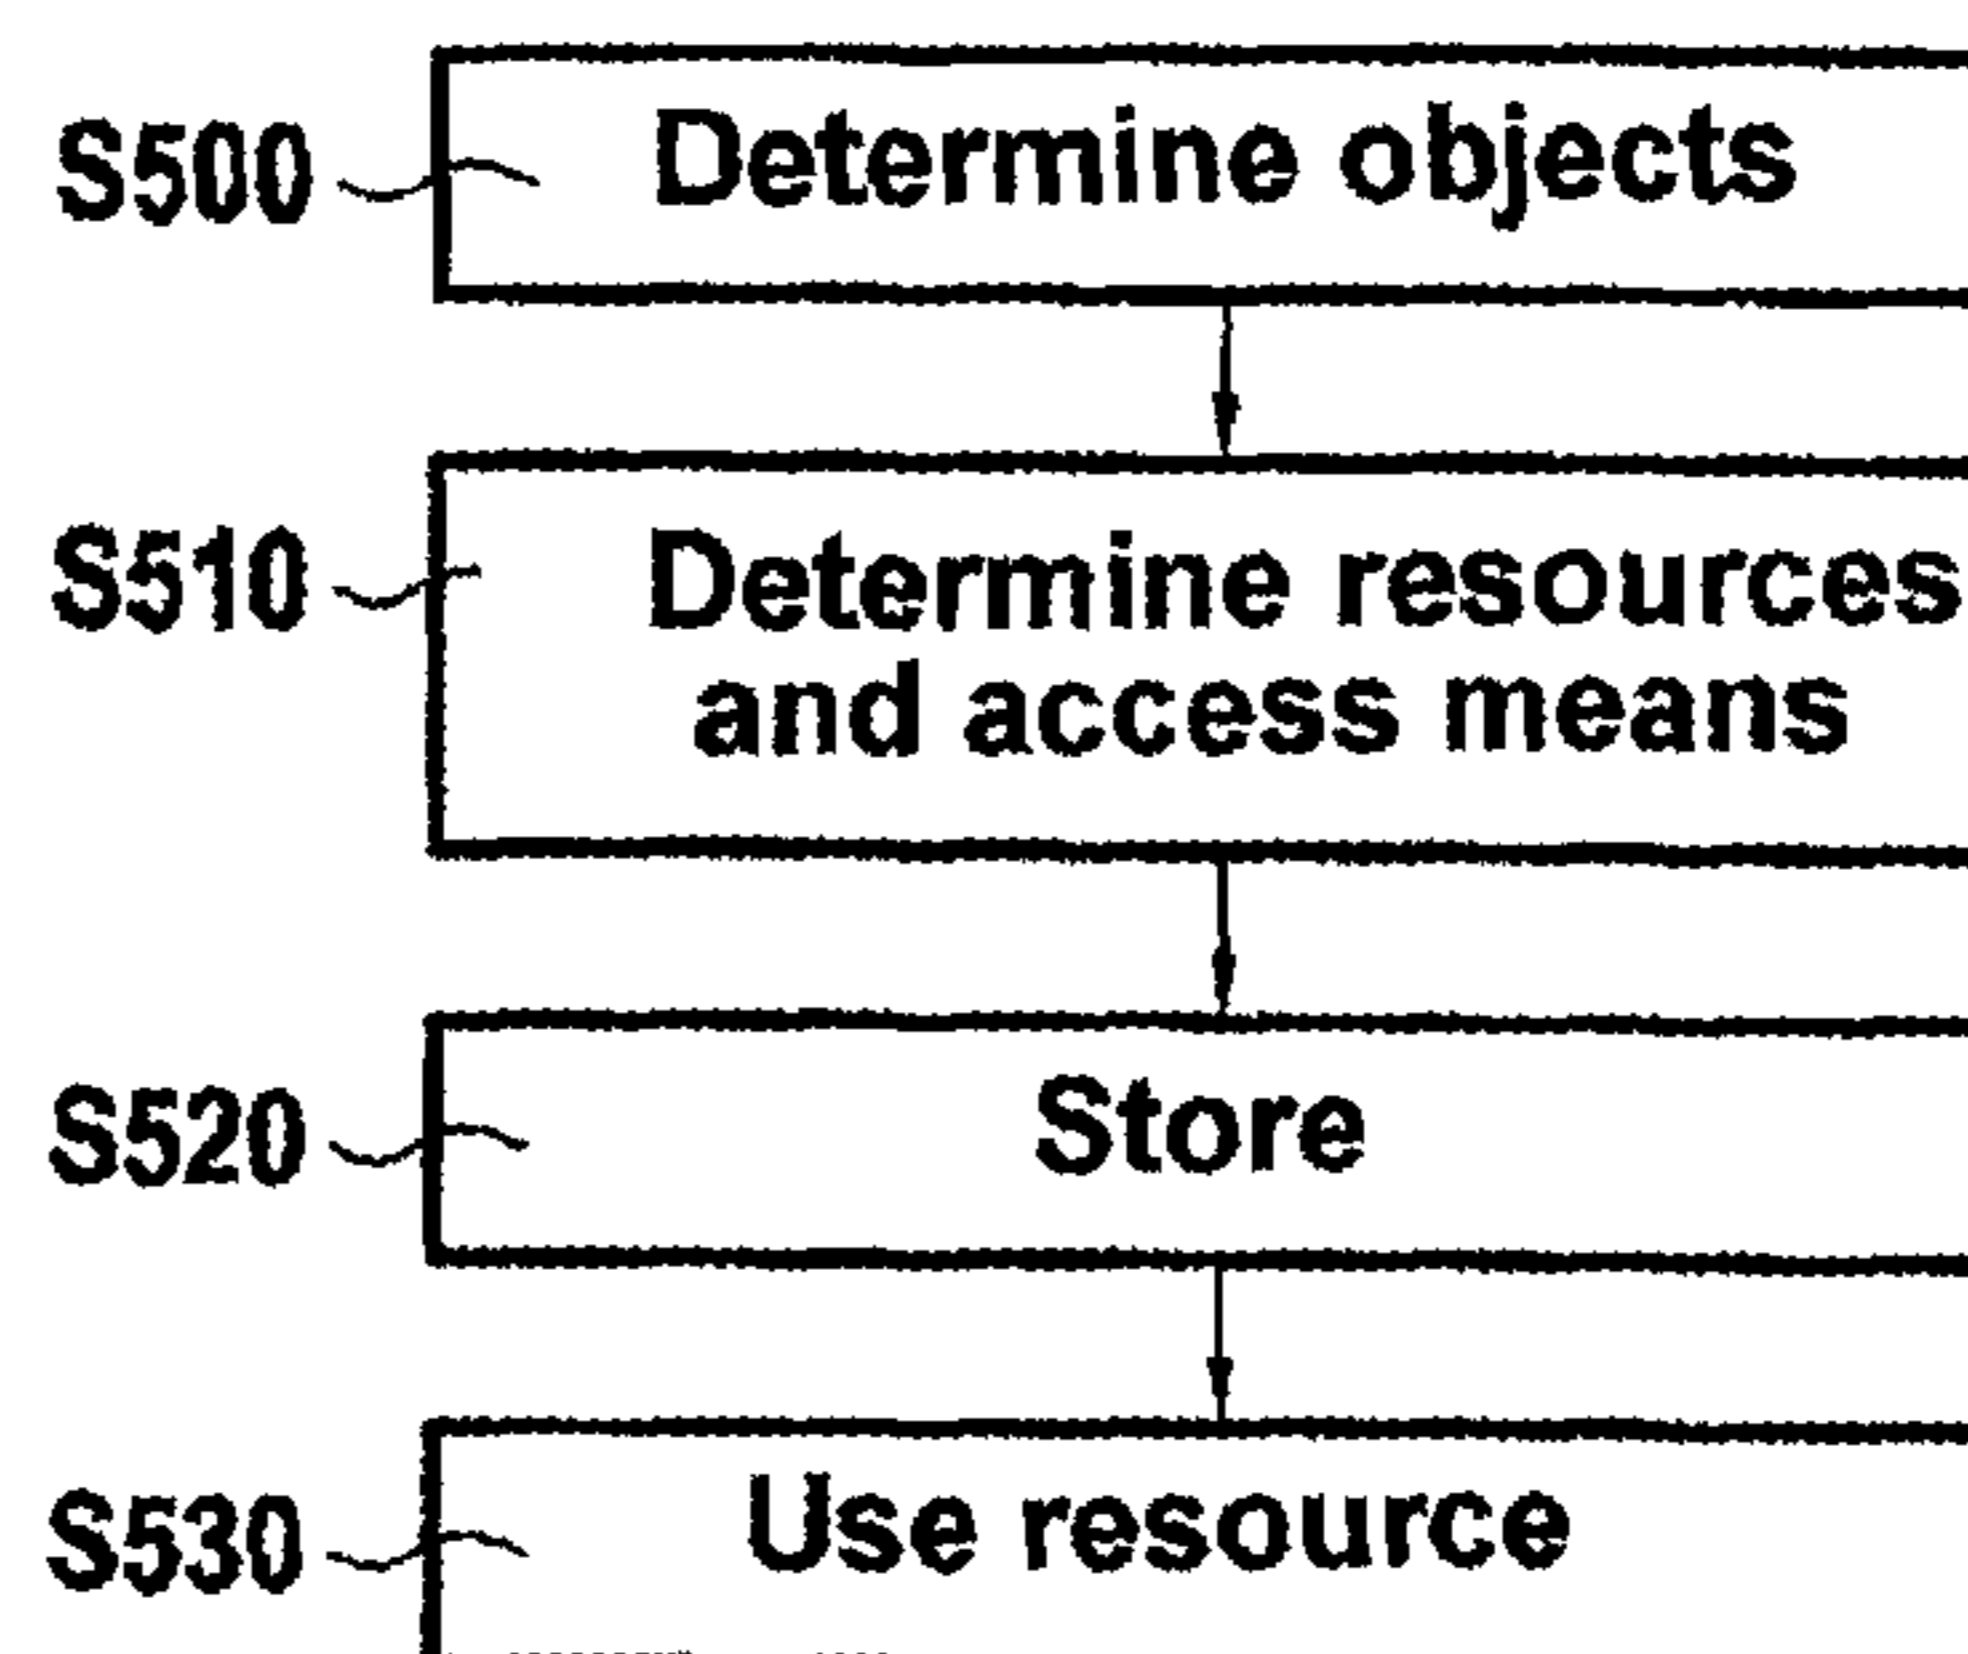 S500 Determine objects
S510 Determine resources
and access means
S520 Store
S530 Use resource